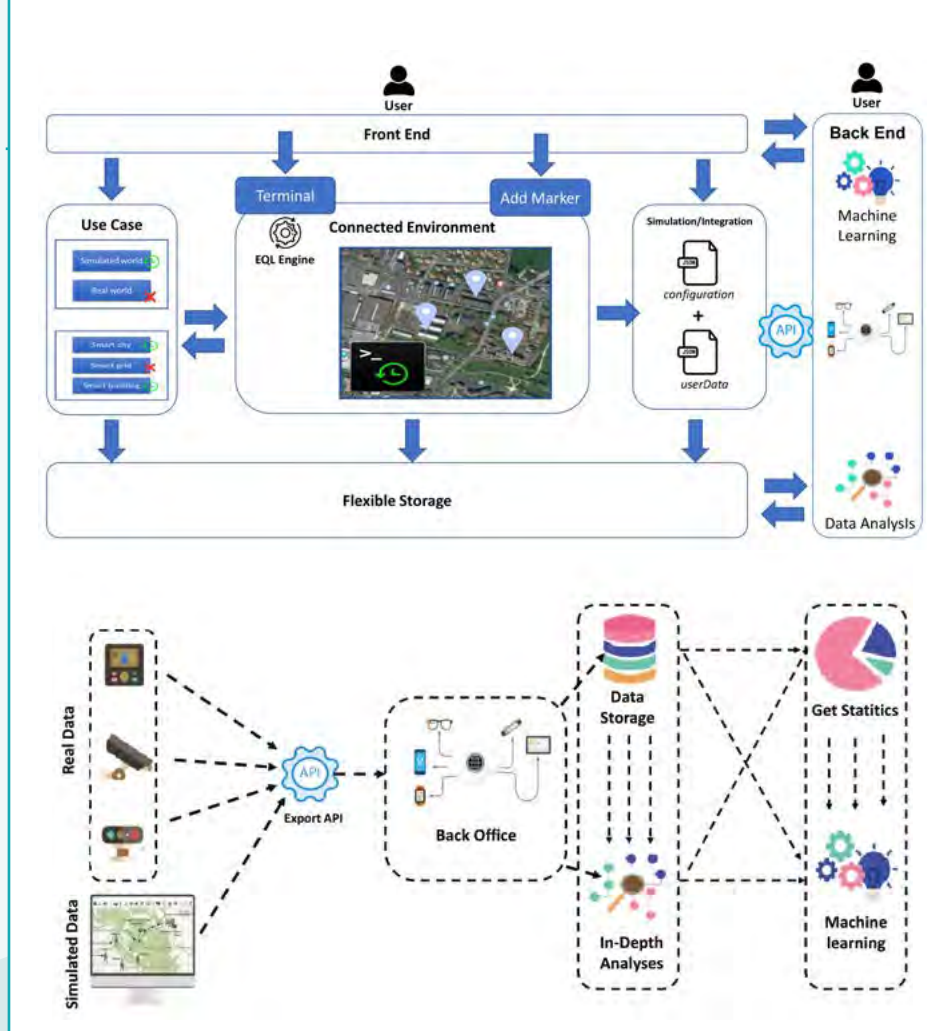 User
User
Front End
Back End
Terminal
Add Marker
Use Case
Connected Environment
Simulation/Integration
EQL Engine
Machine
Learning
Simulated world
Real world
JSON
configuration
+
API
Smart city
Smart grid
Smart building
>_
JSON
userData
Flexible Storage
Data AnalysIs
Real Data
Data
Storage
Get Statitics
API
Export API
Back Office
Simulated Data
In-Depth
Analyses
Machine
learning